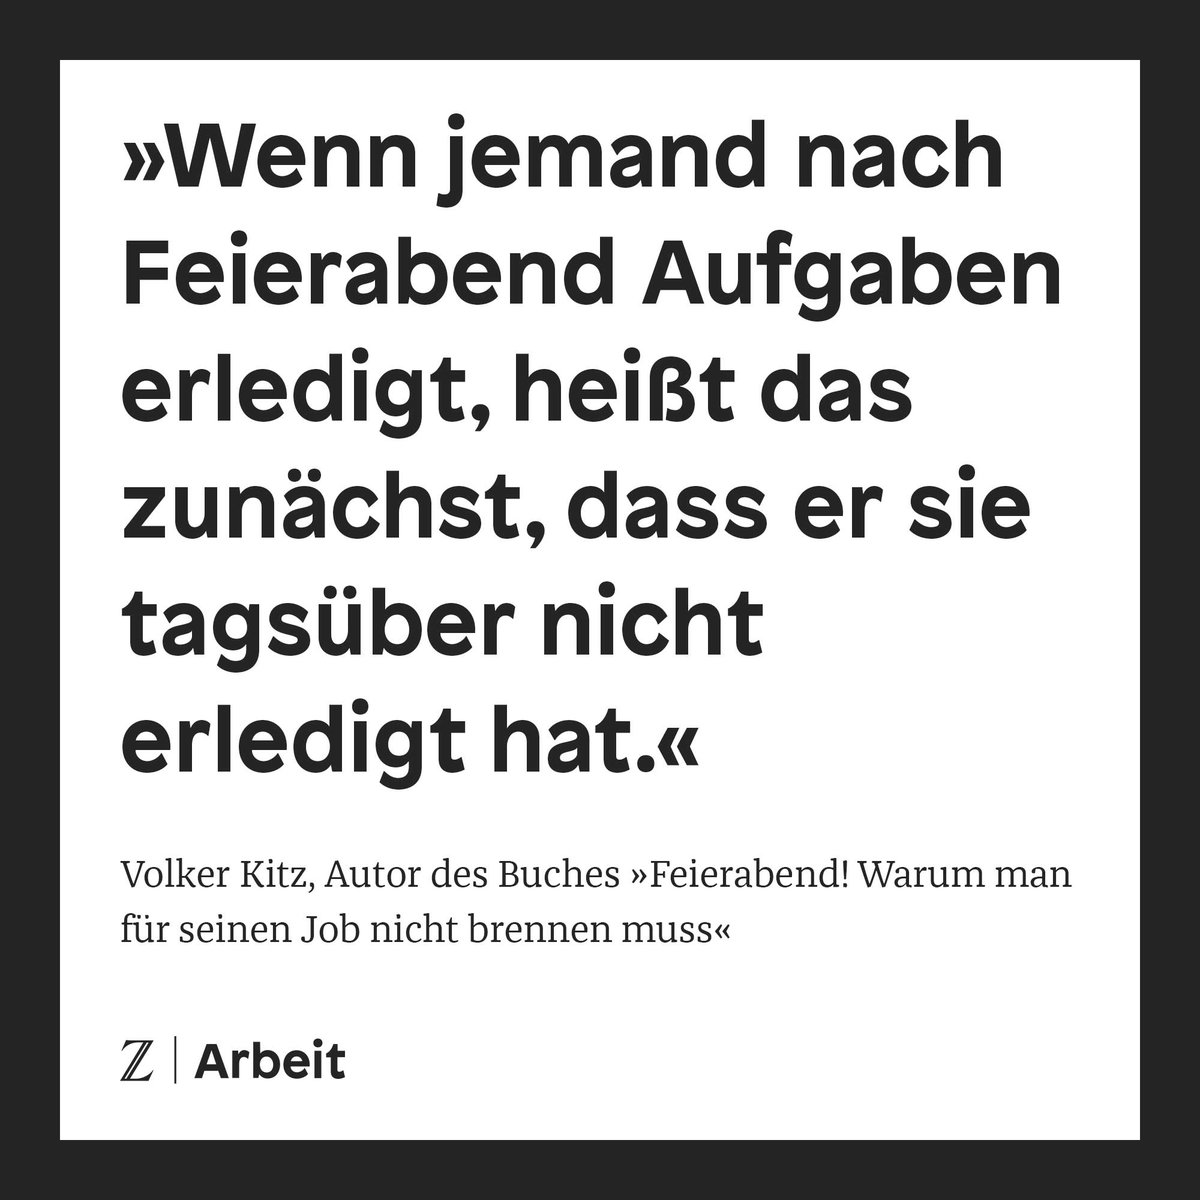 »Wenn jemand nach
Feierabend Aufgaben
erledigt, heißt das
zunächst, dass er sie
tagsüber nicht
erledigt hat.«
Volker Kitz, Autor des Buches »Feierabend! Warum man
für seinen Job nicht brennen muss«
Z | Arbeit